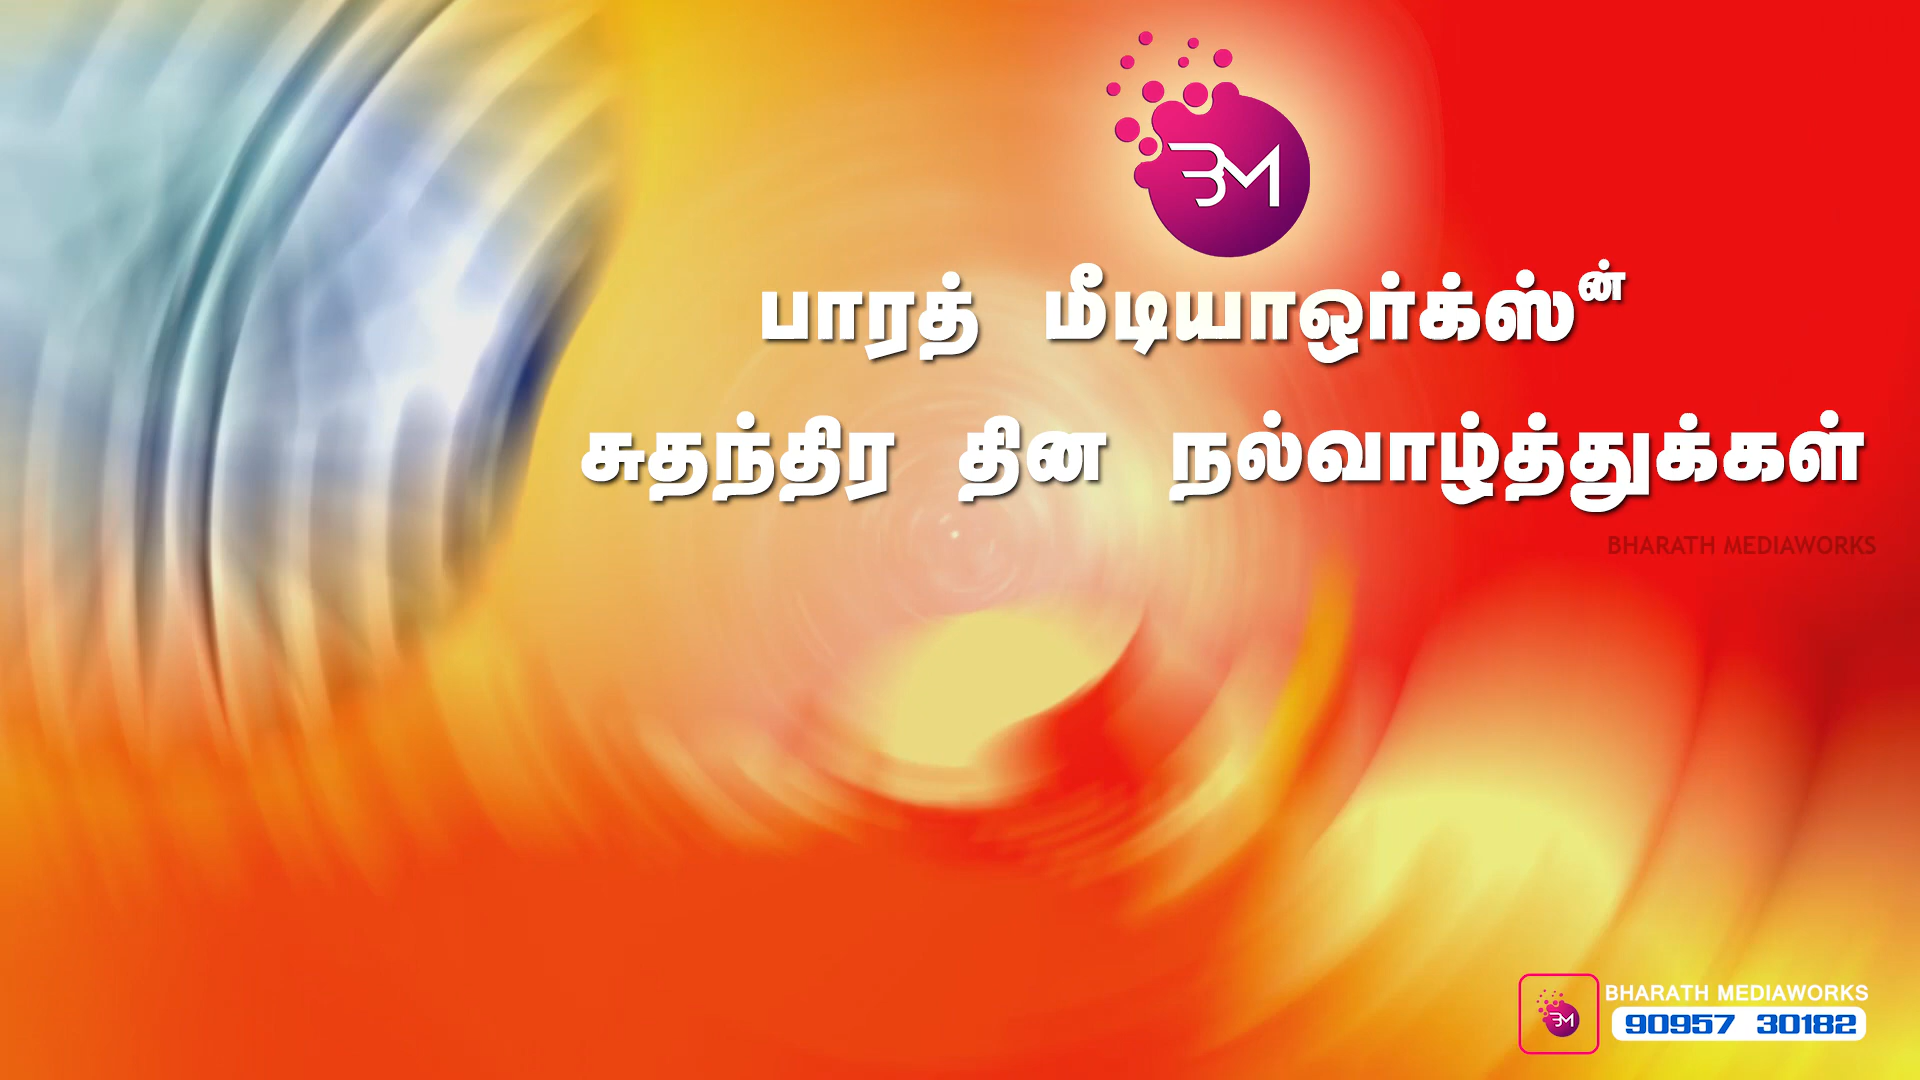 BM
பாரத் மீடியாஒர்க்ஸ்ன்
சுதந்திர தின நல்வாழ்த்துக்கள்
BHARATH MEDIAWORKS
BM
BHARATH MEDIAWORKS
90957 30182